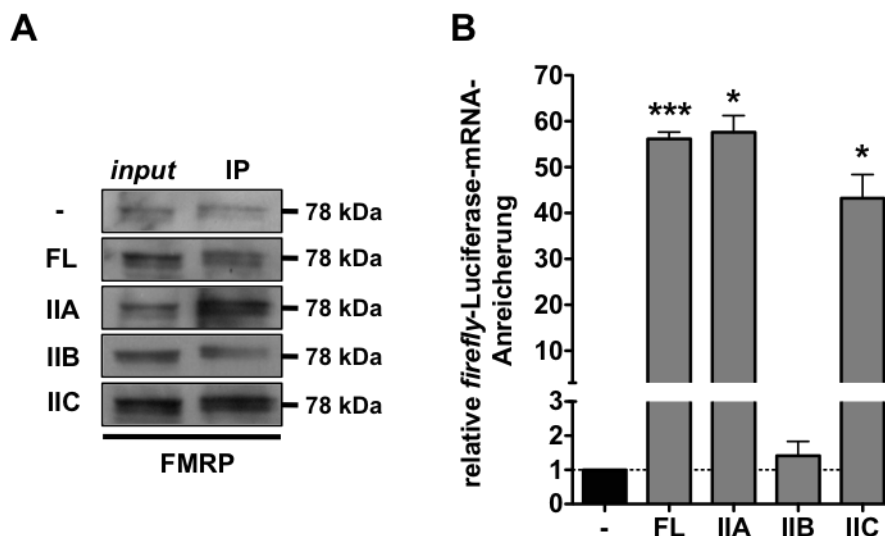 A
input IP
- 78 kDa
FL 78 kDa
IIA 78 kDa
IIB 78 kDa
IIC 78 kDa
FMRP
B
relative firefly-Luciferase-mRNA-
Anreicherung
70
60
50
40
30
20
10
3
2
1
0
*** * *
- FL IIA IIB IIC